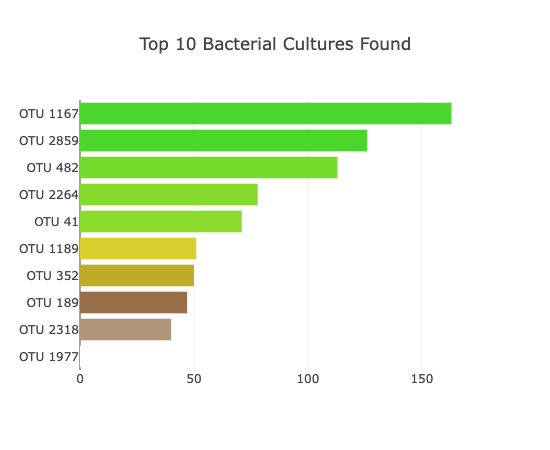 Top 10 Bacterial Cultures Found
OTU 1167
OTU 2859
OTU 482
OTU 2264
OTU 41
OTU 1189
OTU 352
OTU 189
OTU 2318
OTU 1977
0 50 100 150